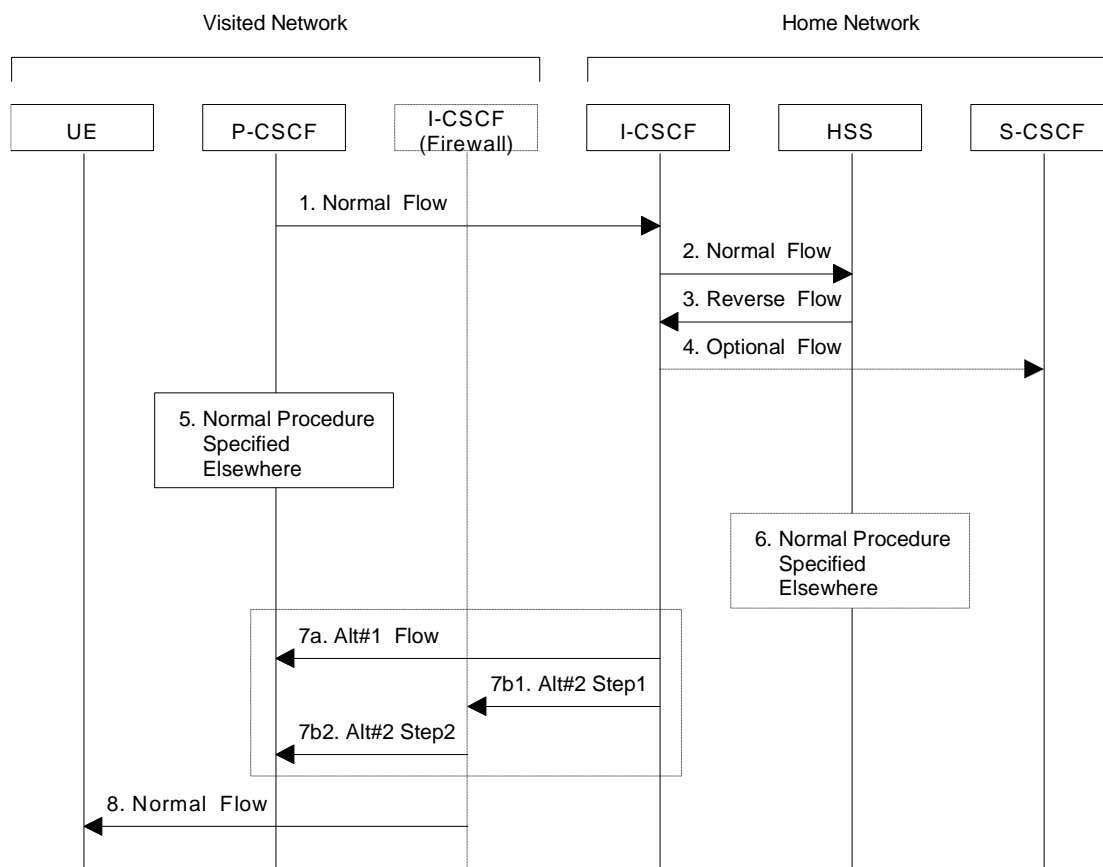 Visited Network
Home Network
UE
P-CSCF
I-CSCF
(Firewall)
I-CSCF
HSS
S-CSCF
1. Normal Flow
2. Normal Flow
3. Reverse Flow
4. Optional Flow
5. Normal Procedure
Specified
Elsewhere
6. Normal Procedure
Specified
Elsewhere
7a. Alt#1 Flow
7b1. Alt#2 Step1
7b2. Alt#2 Step2
8. Normal Flow